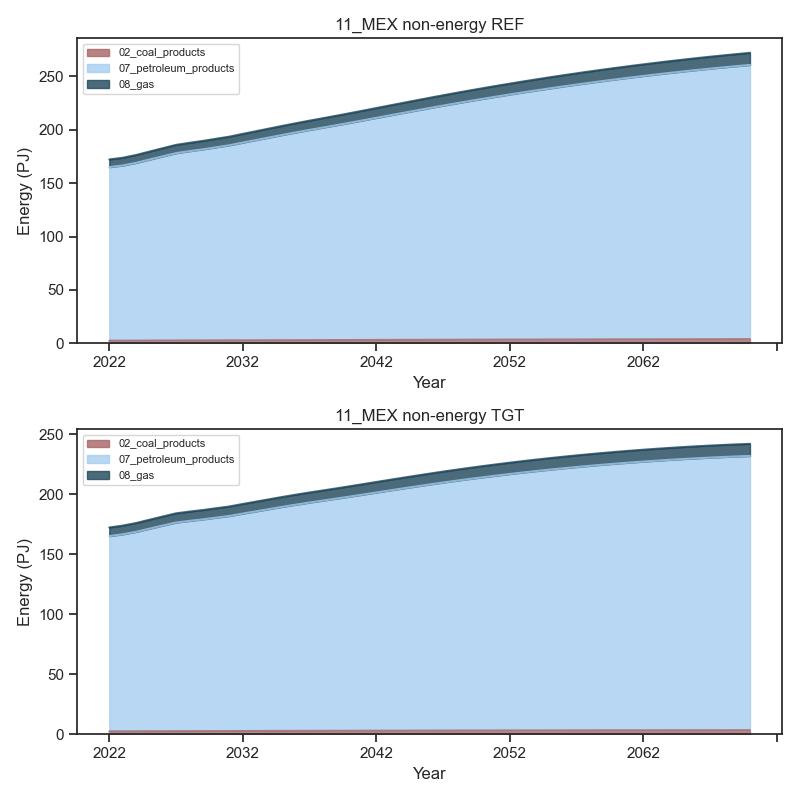 11_MEX non-energy REF
02_coal_products
07_petroleum_products
08_gas
250
200
150
100
50
0
Energy (PJ)
2022 2032 2042 2052 2062
Year
11_MEX non-energy TGT
02_coal_products
07_petroleum_products
08_gas
250
200
150
100
50
0
Energy (PJ)
2022 2032 2042 2052 2062
Year